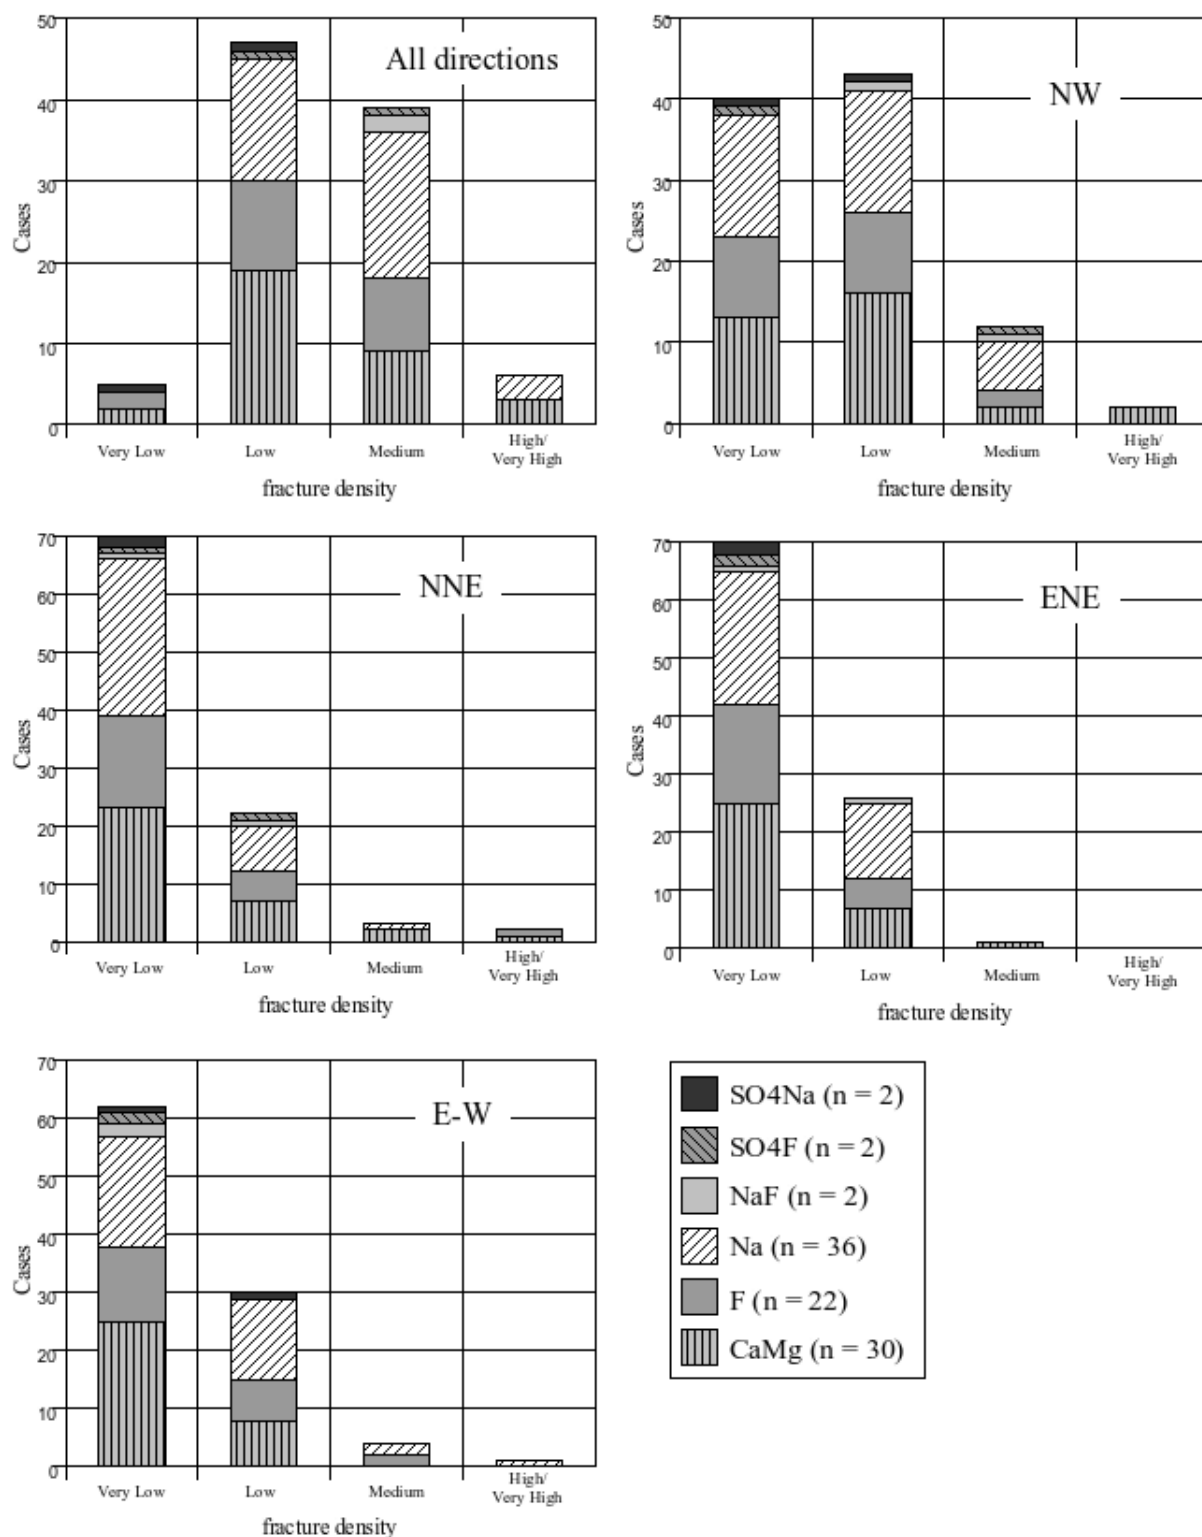 50
40
30
20
10
0
Cases
All directions
Very Low
Low
Medium
High/
Very High
fracture density
50
40
30
20
10
0
Cases
NW
Very Low
Low
Medium
High/
Very High
fracture density
70
60
50
40
30
20
10
0
Cases
NNE
Very Low
Low
Medium
High/
Very High
fracture density
70
60
50
40
30
20
10
0
Cases
ENE
Very Low
Low
Medium
High/
Very High
fracture density
70
60
50
40
30
20
10
0
Cases
E-W
Very Low
Low
Medium
High/
Very High
fracture density
SO4Na (n = 2)
SO4F (n = 2)
NaF (n = 2)
Na (n = 36)
F (n = 22)
CaMg (n = 30)